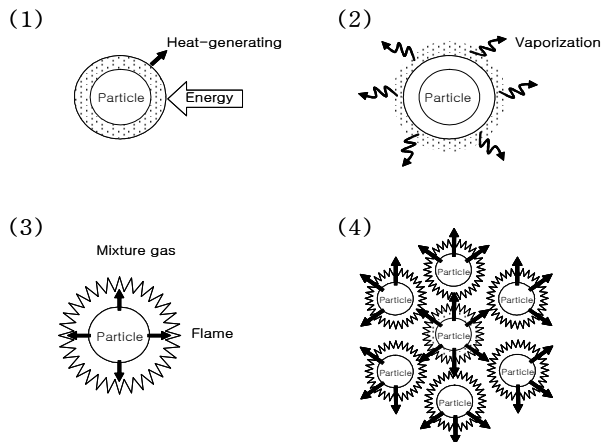 (1)
Heat-generating
Particle
Energy
(2)
Vaporization
Particle
(3)
Mixture gas
Particle
Flame
(4)
Particle
Particle
Particle
Particle
Particle
Particle
Particle